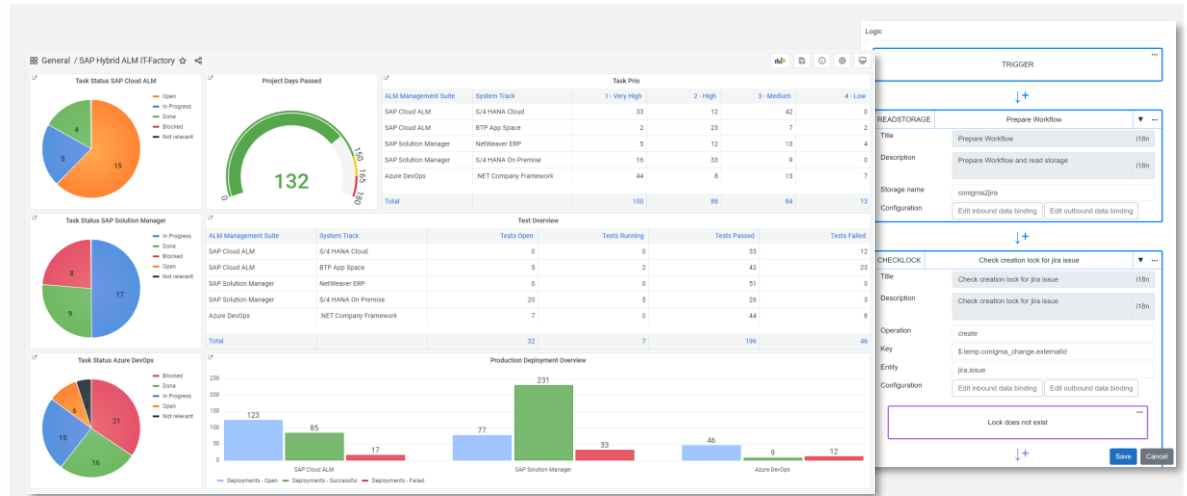 General / SAP Hybrid ALM IT-Factory
Task Status SAP Cloud ALM
Open
In Progress
Done
Blocked
Not relevant
4
5
15
Project Days Passed
0
150
165
180
132
Task Prio
ALM Management Suite System Track 1 - Very High 2 - High 3 - Medium 4 - Low
SAP Cloud ALM S/4 HANA Cloud 33 12 42 0
SAP Cloud ALM BTP App Space 2 23 7 2
SAP Solution Manager NetWeaver ERP 5 12 13 4
SAP Solution Manager S/4 HANA On Premise 16 33 9 0
Azure DevOps .NET Company Framework 44 8 13 7
Total 100 88 84 13
Task Status SAP Solution Manager
In Progress
Done
Blocked
Open
Not relevant
8
17
9
Test Overview
ALM Management Suite System Track Tests Open Tests Running Tests Passed Tests Failed
SAP Cloud ALM S/4 HANA Cloud 0 0 33 12
SAP Cloud ALM BTP App Space 5 2 42 23
SAP Solution Manager NetWeaver ERP 0 0 51 0
SAP Solution Manager S/4 HANA On Premise 20 5 26 3
Azure DevOps .NET Company Framework 7 0 44 8
Total 32 7 196 46
Task Status Azure DevOps
Blocked
Done
In Progress
Open
Not relevant
6
21
15
16
Production Deployment Overview
250
200
150
100
50
0
123
85
17
77
231
33
46
9
12
SAP Cloud ALM SAP Solution Manager Azure DevOps
Deployments - Open Deployments - Successful Deployments - Failed
Logic
TRIGGER
READSTORAGE Prepare Workflow
Title Prepare Workflow i18n
Description Prepare Workflow and read storage i18n
Storage name conigma2jira
Configuration Edit inbound data binding Edit outbound data binding
CHECKLOCK Check creation lock for jira issue
Title Check creation lock for jira issue i18n
Description Check creation lock for jira issue i18n
Operation create
Key $.temp.conigma_change.externalId
Entity jira.issue
Configuration Edit inbound data binding Edit outbound data binding
Look does not exist
Save Cancel